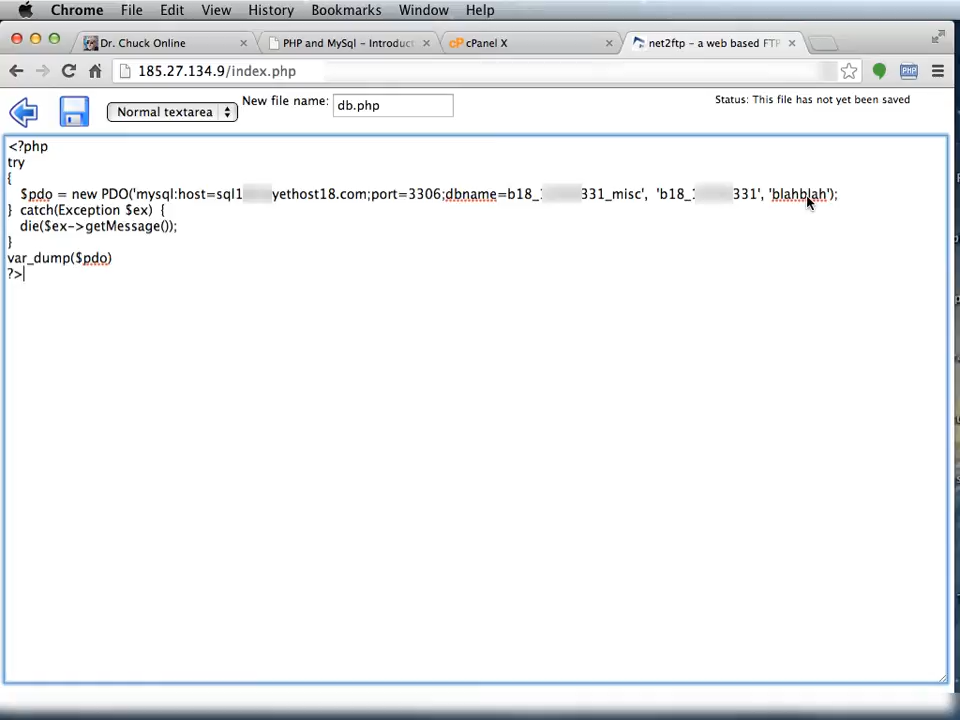 Chrome File Edit View History Bookmarks Window Help
Dr. Chuck Online
PHP and MySql – Introduct
cP cPanel X
net2ftp – a web based FTP
185.27.134.9/index.php
PHP
Normal textarea
New file name: db.php
Status: This file has not yet been saved
<?php
try
{
$pdo = new PDO('mysql:host=sql1 yethost18.com;port=3306;dbname=b18_ 331_misc', 'b18_ 331', 'blahblah');
} catch(Exception $ex) {
die($ex->getMessage());
}
var_dump($pdo)
?>